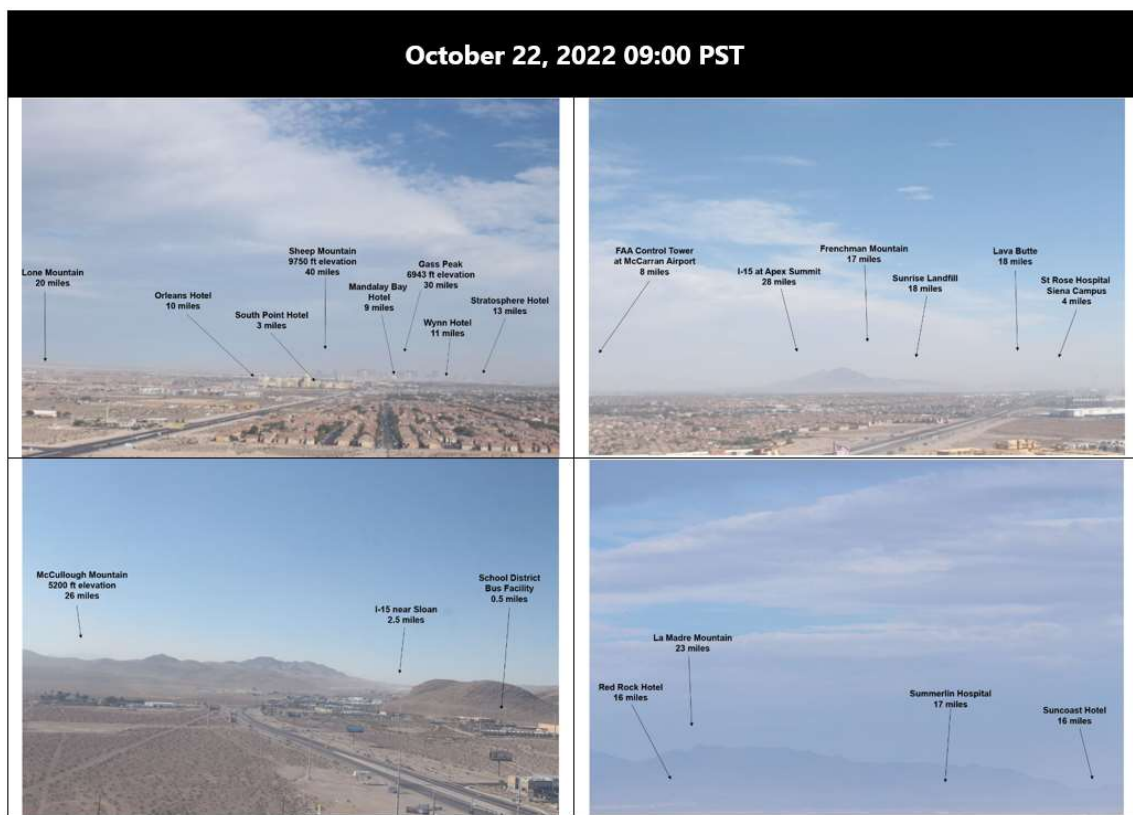 October 22, 2022 09:00 PST
Lone Mountain
20 miles
Orleans Hotel
10 miles
South Point Hotel
3 miles
Sheep Mountain
9750 ft elevation
40 miles
Mandalay Bay
Hotel
9 miles
Gass Peak
6943 ft elevation
30 miles
Wynn Hotel
11 miles
Stratosphere Hotel
13 miles
FAA Control Tower
at McCarran Airport
8 miles
I-15 at Apex Summit
28 miles
Frenchman Mountain
17 miles
Sunrise Landfill
18 miles
Lava Butte
18 miles
St Rose Hospital
Siena Campus
4 miles
McCullough Mountain
5200 ft elevation
26 miles
I-15 near Sloan
2.5 miles
School District
Bus Facility
0.5 miles
Red Rock Hotel
16 miles
La Madre Mountain
23 miles
Summerlin Hospital
17 miles
Suncoast Hotel
16 miles